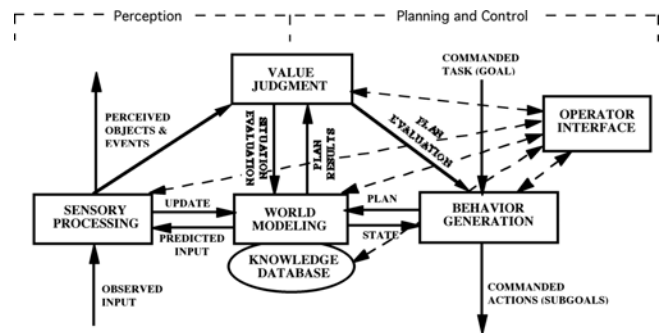 Perception
Planning and Control
VALUE
JUDGMENT
COMMANDED
TASK (GOAL)
PERCEIVED
OBJECTS &
EVENTS
SITUATION
EVALUATION
PLAN
RESULTS
PLAN/
EVALUATION
OPERATOR
INTERFACE
SENSORY
PROCESSING
UPDATE
PREDICTED
INPUT
WORLD
MODELING
KNOWLEDGE
DATABASE
PLAN
STATE
BEHAVIOR
GENERATION
OBSERVED
INPUT
COMMANDED
ACTIONS (SUBGOALS)